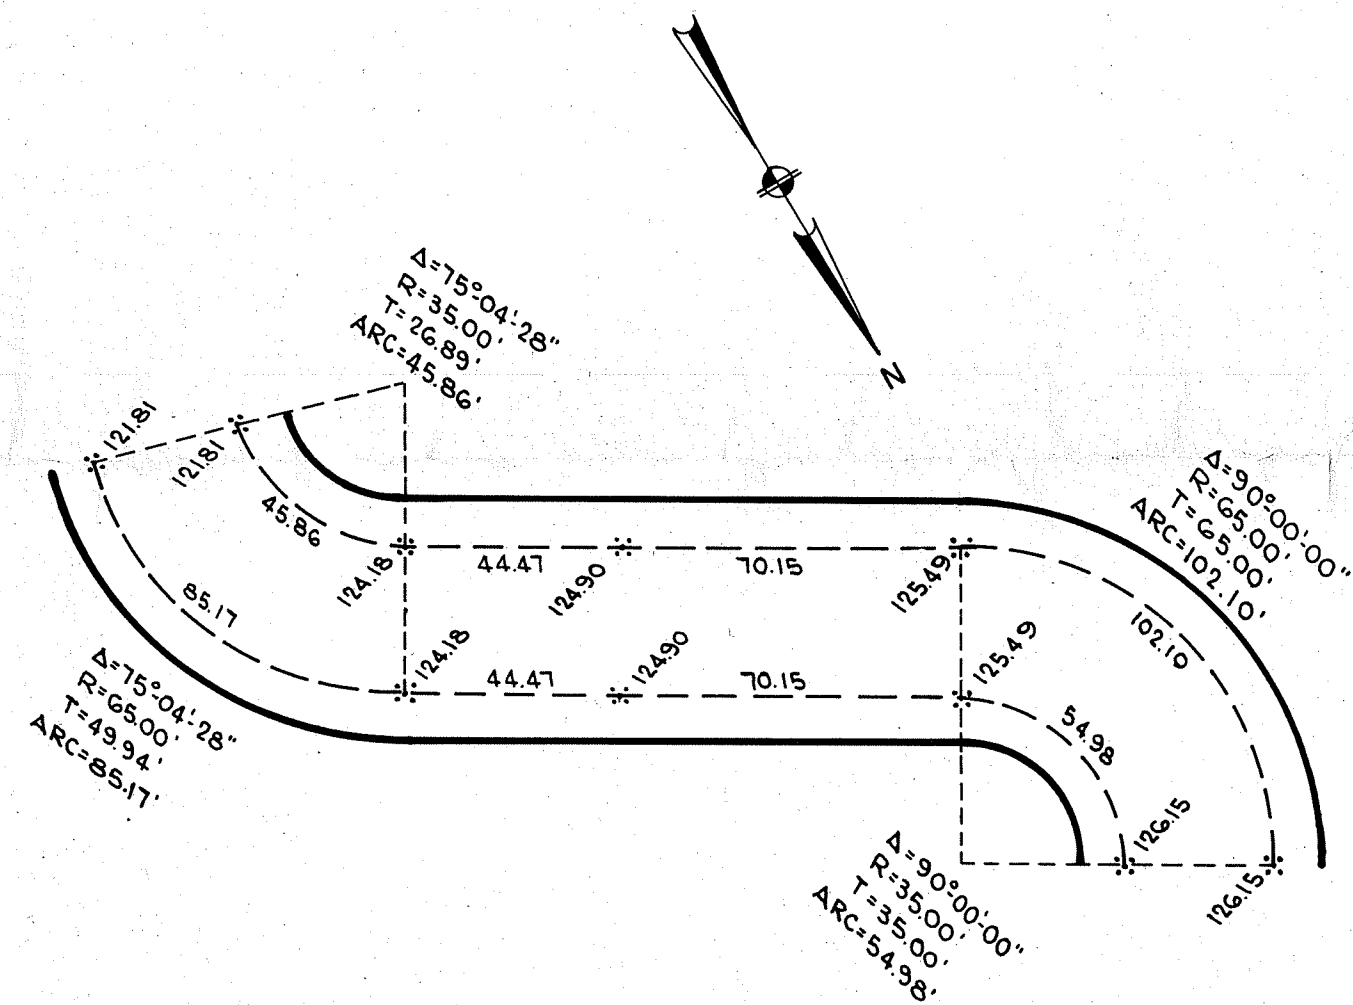 N
Δ=75°-04'-28"
R=35.00'
T=26.89'
ARC=45.86'
121.81
121.81
45.86
85.17
124.18
44.47
124.90
70.15
125.49
124.18
44.47
124.90
70.15
125.49
Δ=90°-00'-00"
R=65.00'
T=65.00'
ARC=102.10'
102.10
54.98
126.15
126.15
Δ=75°-04'-28"
R=65.00'
T=49.94'
ARC=85.17'
Δ=90°-00'-00"
R=35.00'
T=35.00'
ARC=54.98'